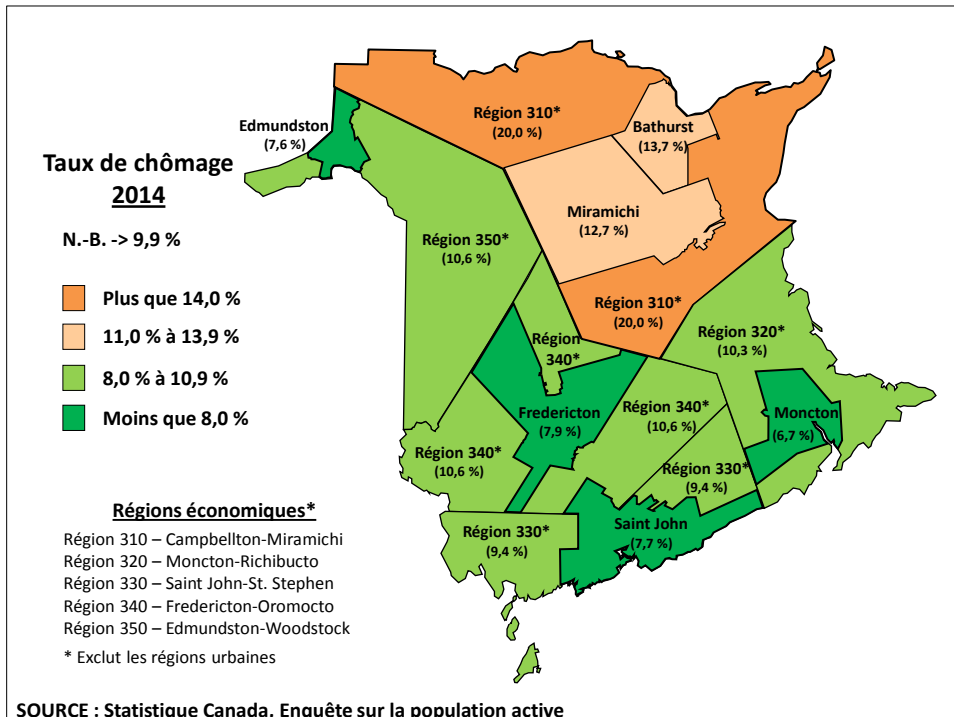 Taux de chômage
2014
N.-B. -> 9,9 %
Plus que 14,0 %
11,0 % à 13,9 %
8,0 % à 10,9 %
Moins que 8,0 %
Régions économiques*
Région 310 – Campbellton-Miramichi
Région 320 – Moncton-Richibucto
Région 330 – Saint John-St. Stephen
Région 340 – Fredericton-Oromocto
Région 350 – Edmundston-Woodstock
* Exclut les régions urbaines
Edmundston
(7,6 %)
Région 310*
(20,0 %)
Bathurst
(13,7 %)
Miramichi
(12,7 %)
Région 350*
(10,6 %)
Région 310*
(20,0 %)
Région
340*
Région 320*
(10,3 %)
Fredericton
(7,9 %)
Région 340*
(10,6 %)
Moncton
(6,7 %)
Région 340*
(10,6 %)
Région 330*
(9,4 %)
Région 330*
(9,4 %)
Saint John
(7,7 %)
SOURCE : Statistique Canada, Enquête sur la population active